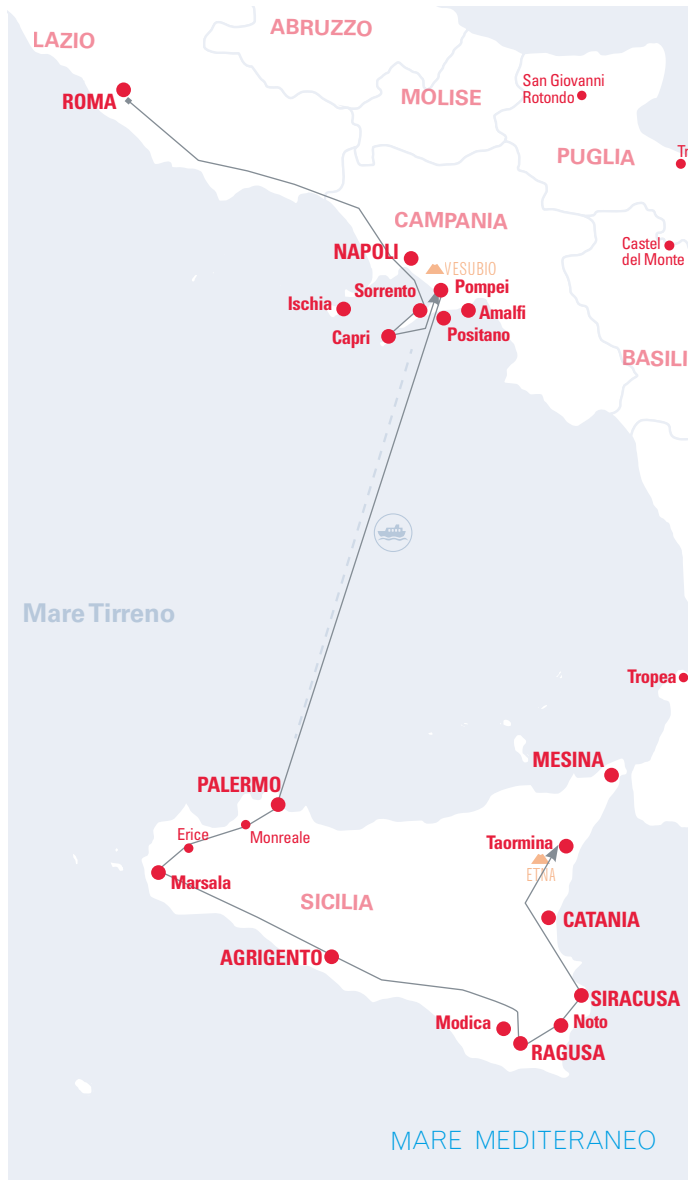 LAZIO
ABRUZZO
ROMA
MOLISE
San Giovanni
Rotondo
PUGLIA
Tr
CAMPANIA
NAPOLI
VESUBIO
Castel
del Monte
Ischia
Sorrento
Pompei
Amalfi
Capri
Positano
BASILI
Mare Tirreno
Tropea
MESINA
PALERMO
Erice
Monreale
Taormina
ETNA
Marsala
SICILIA
CATANIA
AGRIGENTO
SIRACUSA
Modica
Noto
RAGUSA
MARE MEDITERANEO